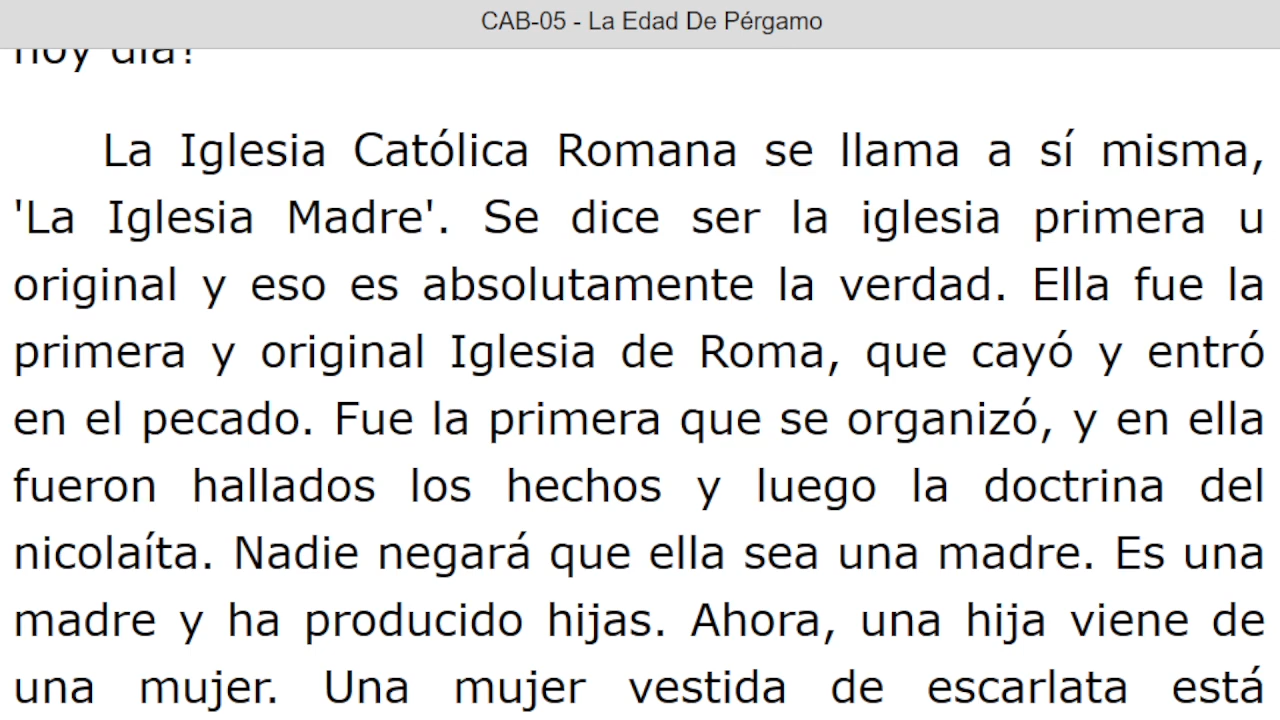 CAB-05 - La Edad De Pérgamo
hoy día?
La Iglesia Católica Romana se llama a sí misma,
'La Iglesia Madre'. Se dice ser la iglesia primera u
original y eso es absolutamente la verdad. Ella fue la
primera y original Iglesia de Roma, que cayó y entró
en el pecado. Fue la primera que se organizó, y en ella
fueron hallados los hechos y luego la doctrina del
nicolaíta. Nadie negará que ella sea una madre. Es una
madre y ha producido hijas. Ahora, una hija viene de
una mujer. Una mujer vestida de escarlata está